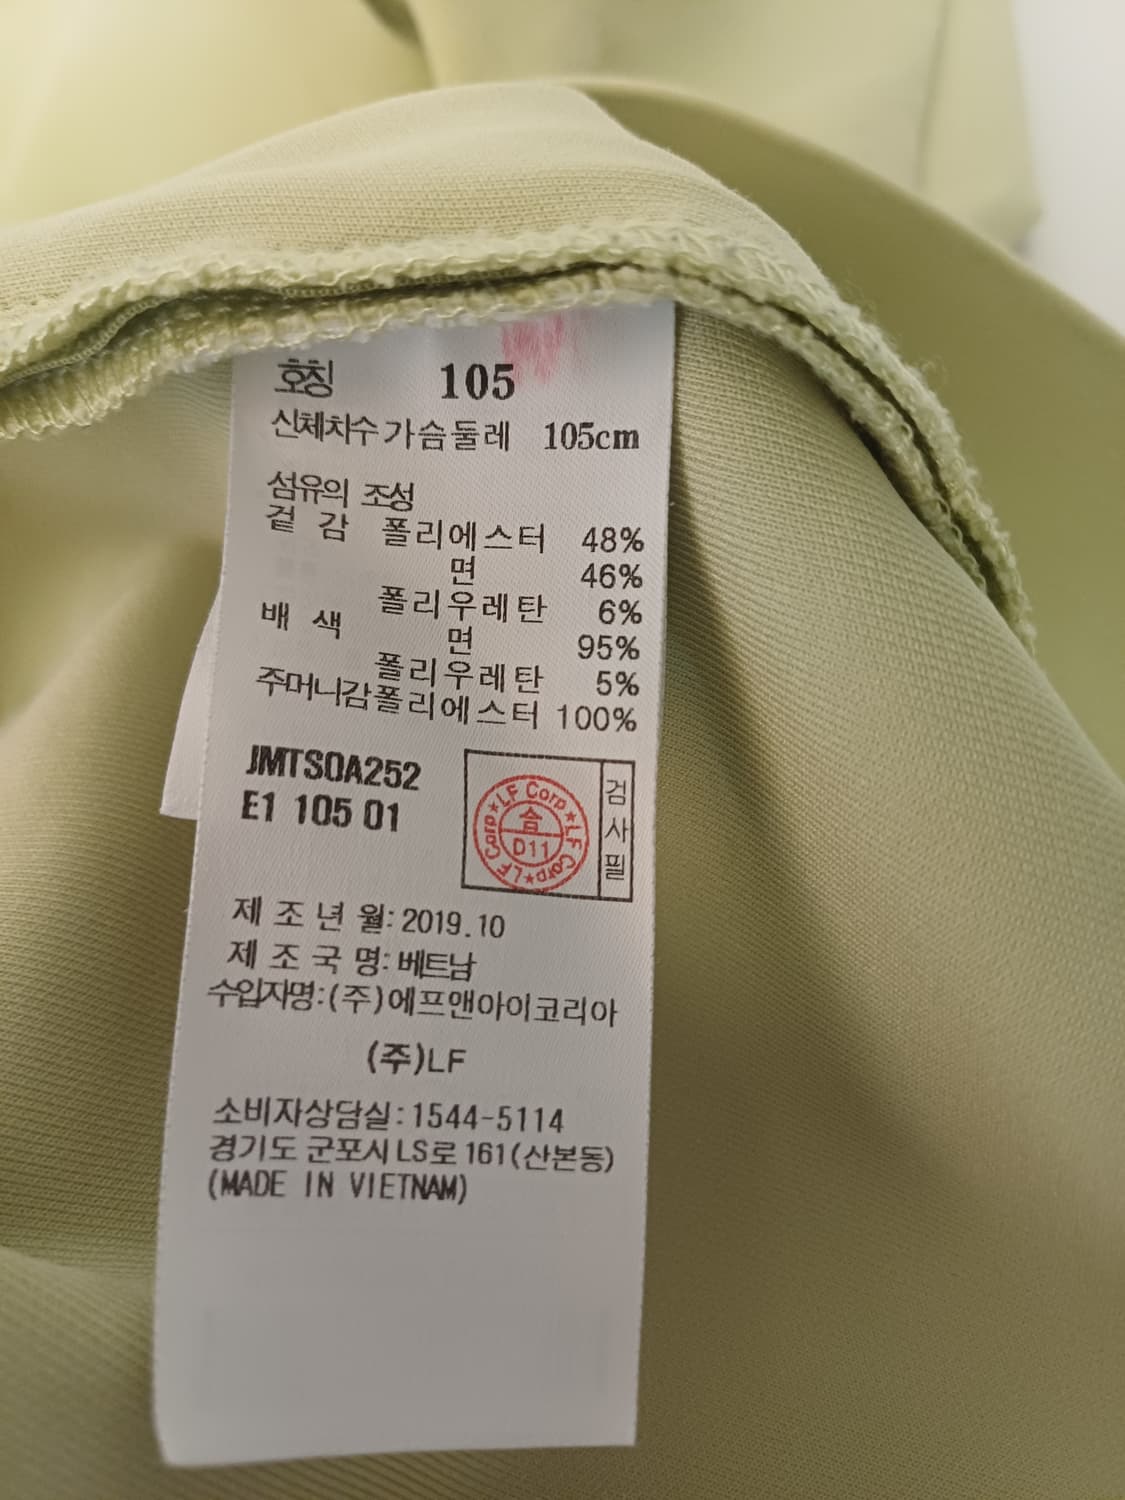 호칭 105
신체치수 가슴둘레 105cm
섬유의 조성
겉 감 폴리에스터 48%
면 46%
폴리우레탄 6%
배 색 면 95%
폴리우레탄 5%
주머니감 폴리에스터 100%
JMTS0A252
E1 105 01
LF Corp★LF Corp★LF Corp★
合
D11
검사필
제 조 년 월: 2019.10
제 조 국 명: 베트남
수입자명:(주)에프앤아이코리아
(주)LF
소비자상담실: 1544-5114
경기도 군포시 LS로 161(산본동)
(MADE IN VIETNAM)